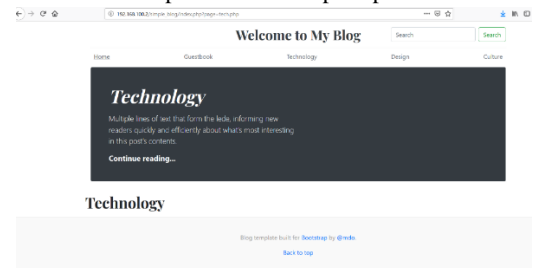 192.168.108.2/simple_blog/index.php?page=tech.php
Welcome to My Blog
Search
Search
Home
Guestbook
Technology
Design
Culture
Technology
Multiple lines of text that form the lede, informing new
readers quickly and efficiently about what's most interesting
in this post's contents.
Continue reading...
Technology
Blog template built for Bootstrap by @mdo.
Back to top